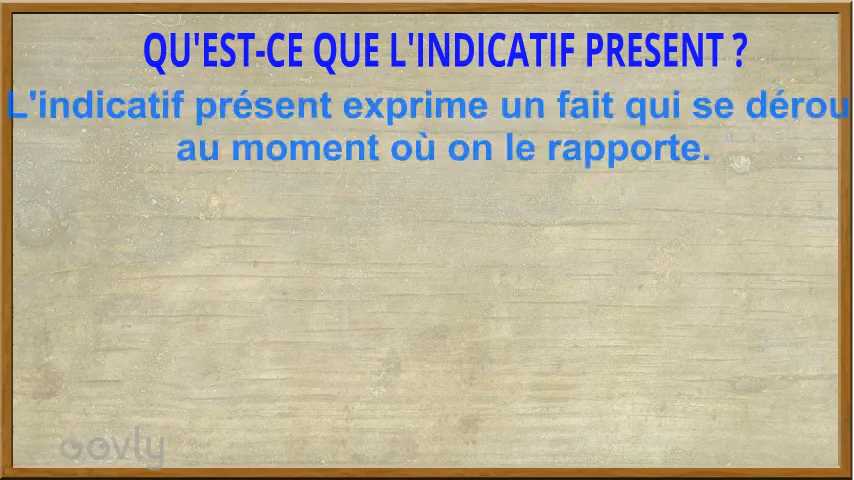 QU'EST-CE QUE L'INDICATIF PRESENT ?
L'indicatif présent exprime un fait qui se dérou
au moment où on le rapporte.